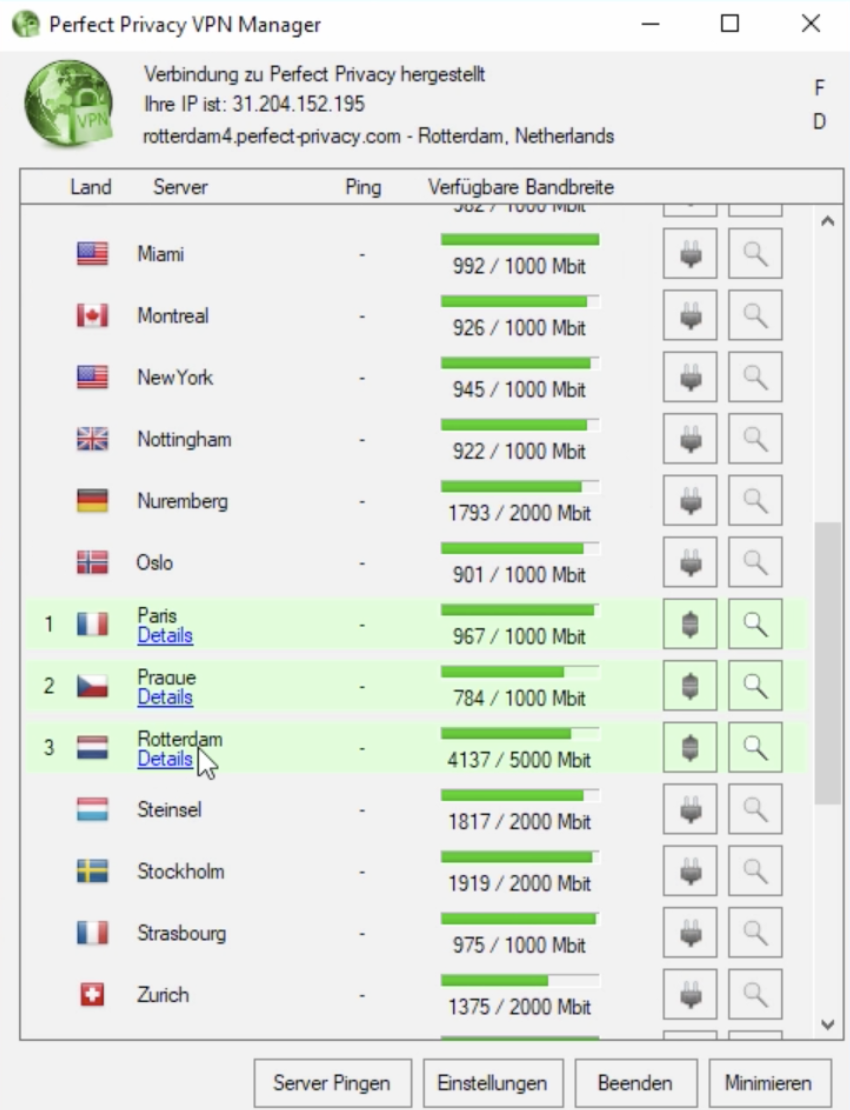 Perfect Privacy VPN Manager
Verbindung zu Perfect Privacy hergestellt
F
Ihre IP ist: 31.204.152.195
VPN
D
rotterdam4.perfect-privacy.com - Rotterdam, Netherlands
Land Server Ping Verfügbare Bandbreite
982 / 1000 Mbit
Miami - 992 / 1000 Mbit
Montreal - 926 / 1000 Mbit
NewYork - 945 / 1000 Mbit
Nottingham - 922 / 1000 Mbit
Nuremberg - 1793 / 2000 Mbit
Oslo - 901 / 1000 Mbit
1 Paris - 967 / 1000 Mbit
Details
2 Prague - 784 / 1000 Mbit
Details
3 Rotterdam - 4137 / 5000 Mbit
Details
Steinsel - 1817 / 2000 Mbit
Stockholm - 1919 / 2000 Mbit
Strasbourg - 975 / 1000 Mbit
Zurich - 1375 / 2000 Mbit
Server Pingen Einstellungen Beenden Minimieren